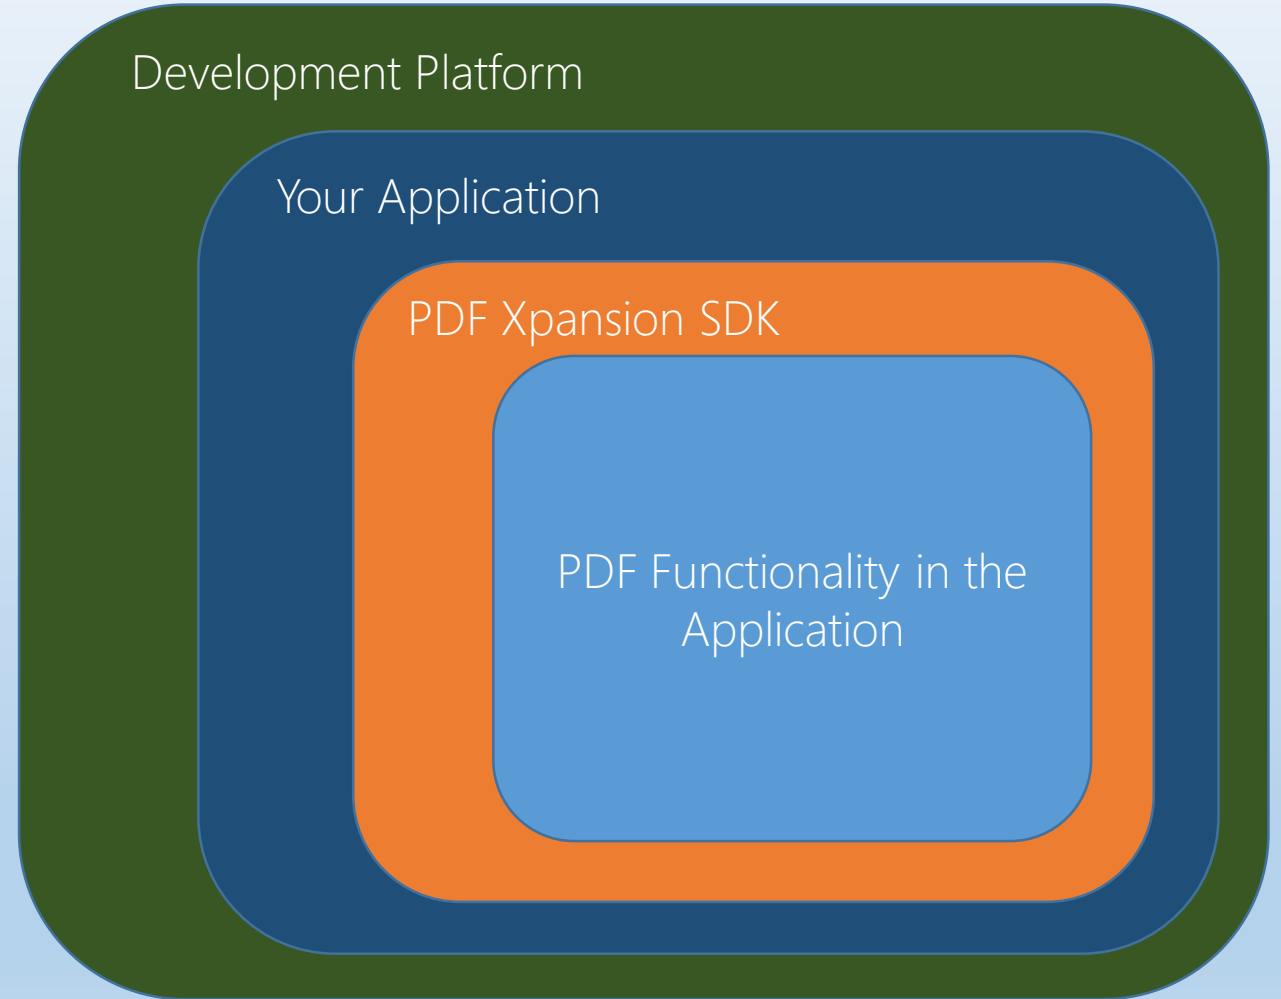 Development Platform
Your Application
PDF Xpansion SDK
PDF Functionality in the
Application